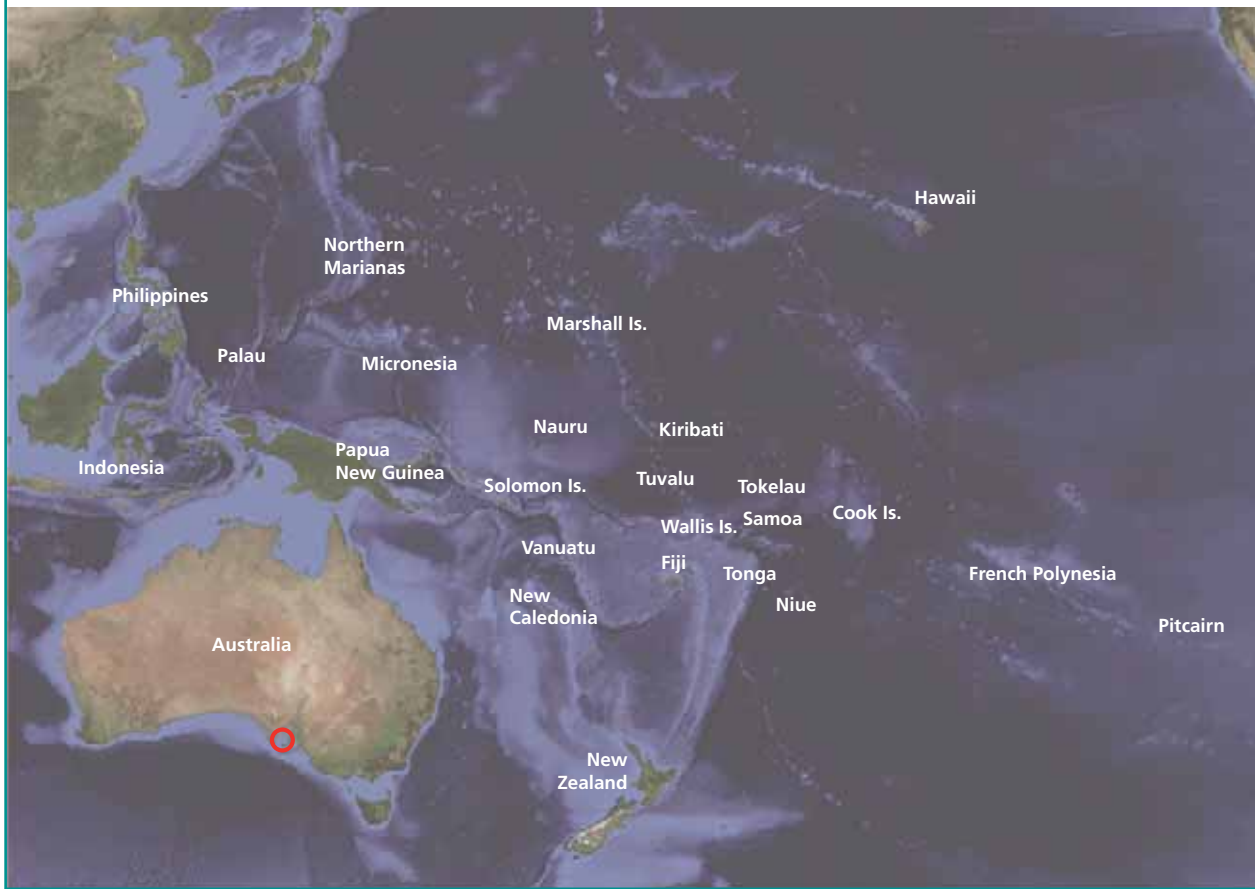 Hawaii
Northern
Marianas
Philippines
Marshall Is.
Palau
Micronesia
Nauru
Kiribati
Papua
New Guinea
Indonesia
Solomon Is.
Tuvalu
Tokelau
Cook Is.
Samoa
Wallis Is.
Vanuatu
Fiji
Tonga
French Polynesia
New
Caledonia
Niue
Pitcairn
Australia
New
Zealand